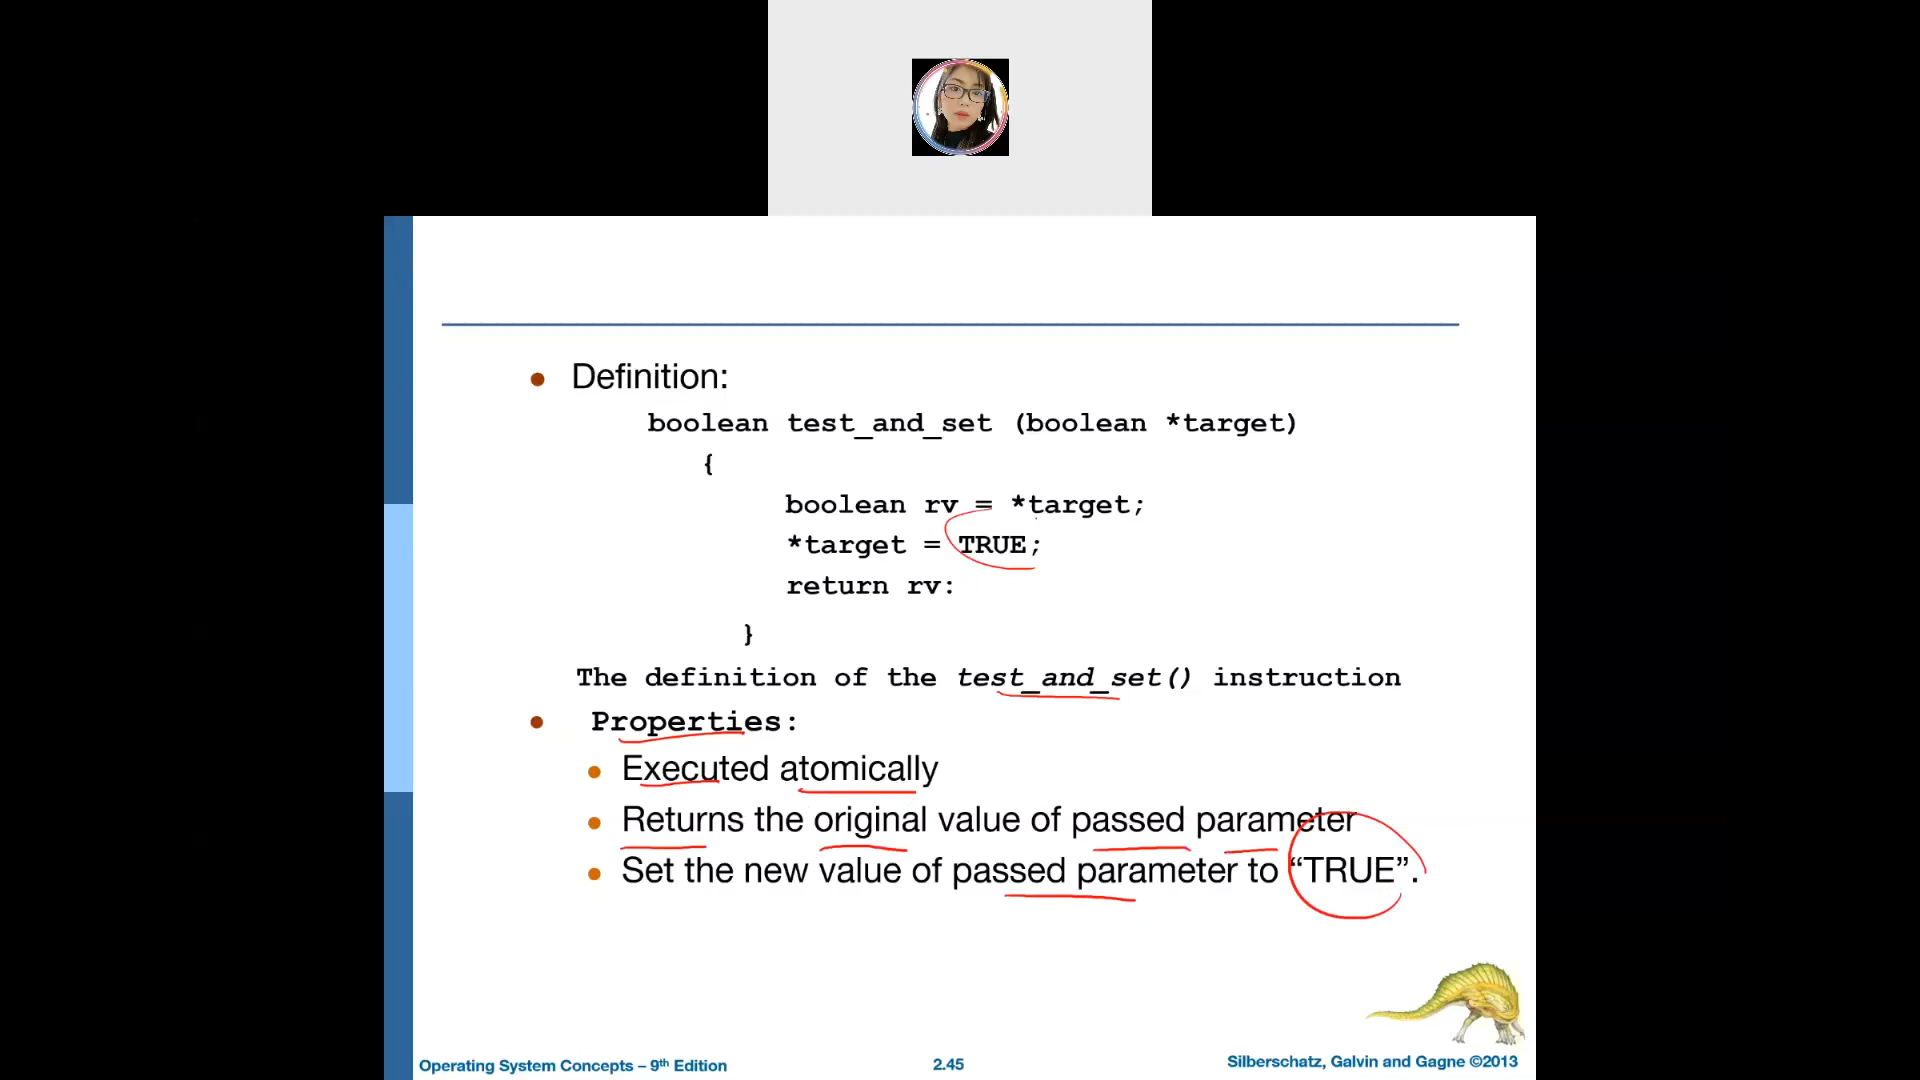 Definition:
boolean test_and_set (boolean *target)
{
boolean rv = *target;
*target = TRUE;
return rv:
}
The definition of the test_and_set() instruction
Properties:
Executed atomically
Returns the original value of passed parameter
Set the new value of passed parameter to “TRUE”.
Operating System Concepts – 9th Edition
2.45
Silberschatz, Galvin and Gagne ©2013